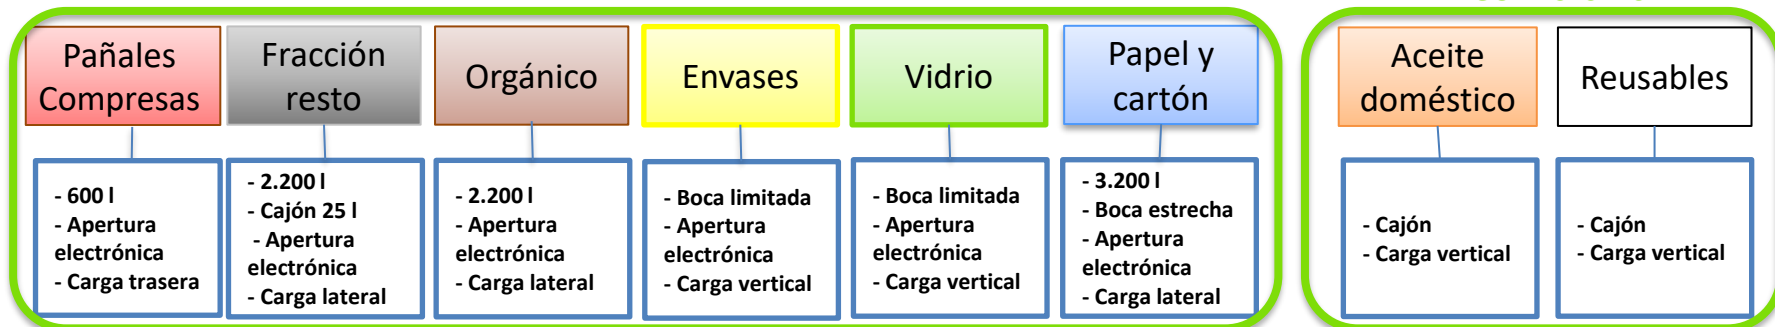 Pañales
Compresas
Fracción
resto
Orgánico
Envases
Vidrio
Papel y
cartón
Aceite
doméstico
Reusables
- 600 l
- Apertura
electrónica
- Carga trasera
- 2.200 l
- Cajón 25 l
- Apertura
electrónica
- Carga lateral
- 2.200 l
- Apertura
electrónica
- Carga lateral
- Boca limitada
- Apertura
electrónica
- Carga vertical
- Boca limitada
- Apertura
electrónica
- Carga vertical
- 3.200 l
- Boca estrecha
- Apertura
electrónica
- Carga lateral
- Cajón
- Carga vertical
- Cajón
- Carga vertical